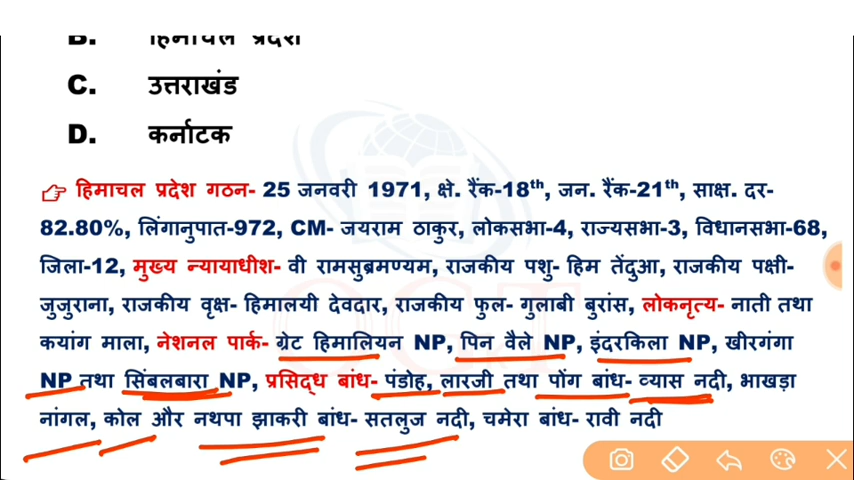 B. हिमाचल प्रदेश
C. उत्तराखंड
D. कर्नाटक
हिमाचल प्रदेश गठन- 25 जनवरी 1971, क्षे. रैंक-18th, जन. रैंक-21th, साक्ष. दर-
82.80%, लिंगानुपात-972, CM- जयराम ठाकुर, लोकसभा-4, राज्यसभा-3, विधानसभा-68,
जिला-12, मुख्य न्यायाधीश- वी रामसुब्रमण्यम, राजकीय पशु- हिम तेंदुआ, राजकीय पक्षी-
जुजुराना, राजकीय वृक्ष- हिमालयी देवदार, राजकीय फुल- गुलाबी बुरांस, लोकनृत्य- नाती तथा
कयांग माला, नेशनल पार्क- ग्रेट हिमालियन NP, पिन वैले NP, इंदरकिला NP, खीरगंगा
NP तथा सिंबलबारा NP, प्रसिद्ध बांध- पंडोह, लारजी तथा पोंग बांध- व्यास नदी, भाखड़ा
नांगल, कोल और नथपा झाकरी बांध- सतलुज नदी, चमेरा बांध- रावी नदी